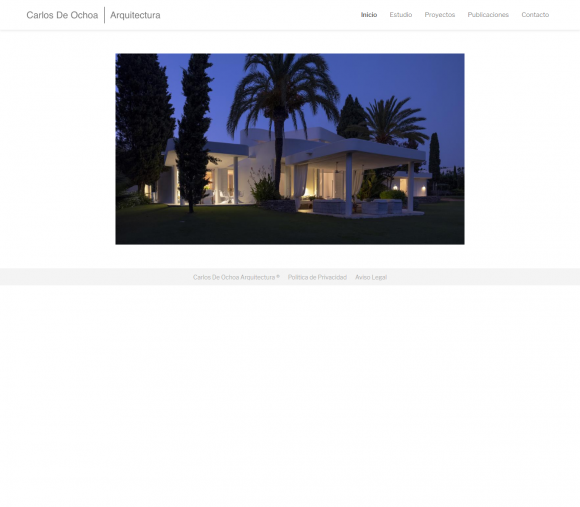 Carlos De Ochoa | Arquitectura
Inicio Estudio Proyectos Publicaciones Contacto
Carlos De Ochoa Arquitectura ® Política de Privacidad Aviso Legal